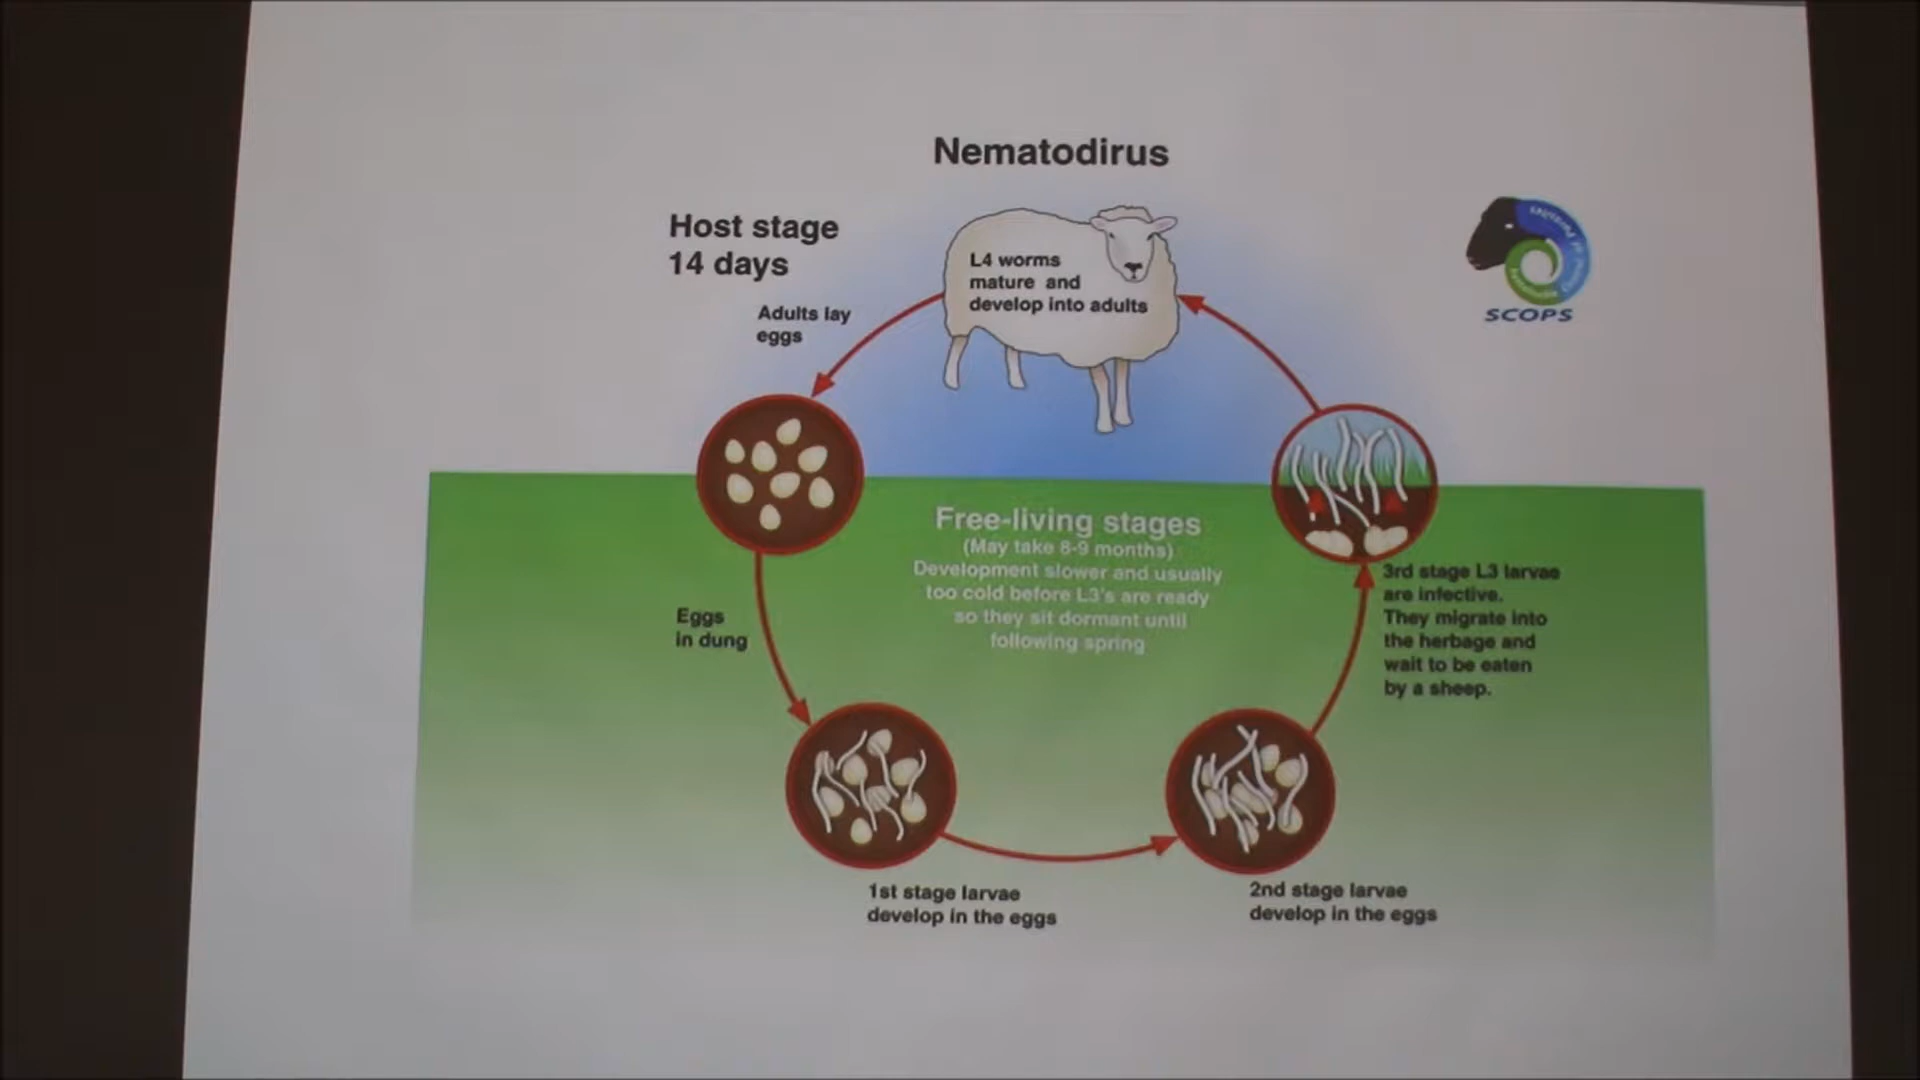 Nematodirus
Host stage
14 days
L4 worms
mature and
develop into adults
Adults lay
eggs
SCOPS
Free-living stages
(May take 8-9 months)
Development slower and usually
too cold before L3's are ready
so they sit dormant until
following spring
Eggs
in dung
3rd stage L3 larvae
are infective.
They migrate into
the herbage and
wait to be eaten
by a sheep.
1st stage larvae
develop in the eggs
2nd stage larvae
develop in the eggs